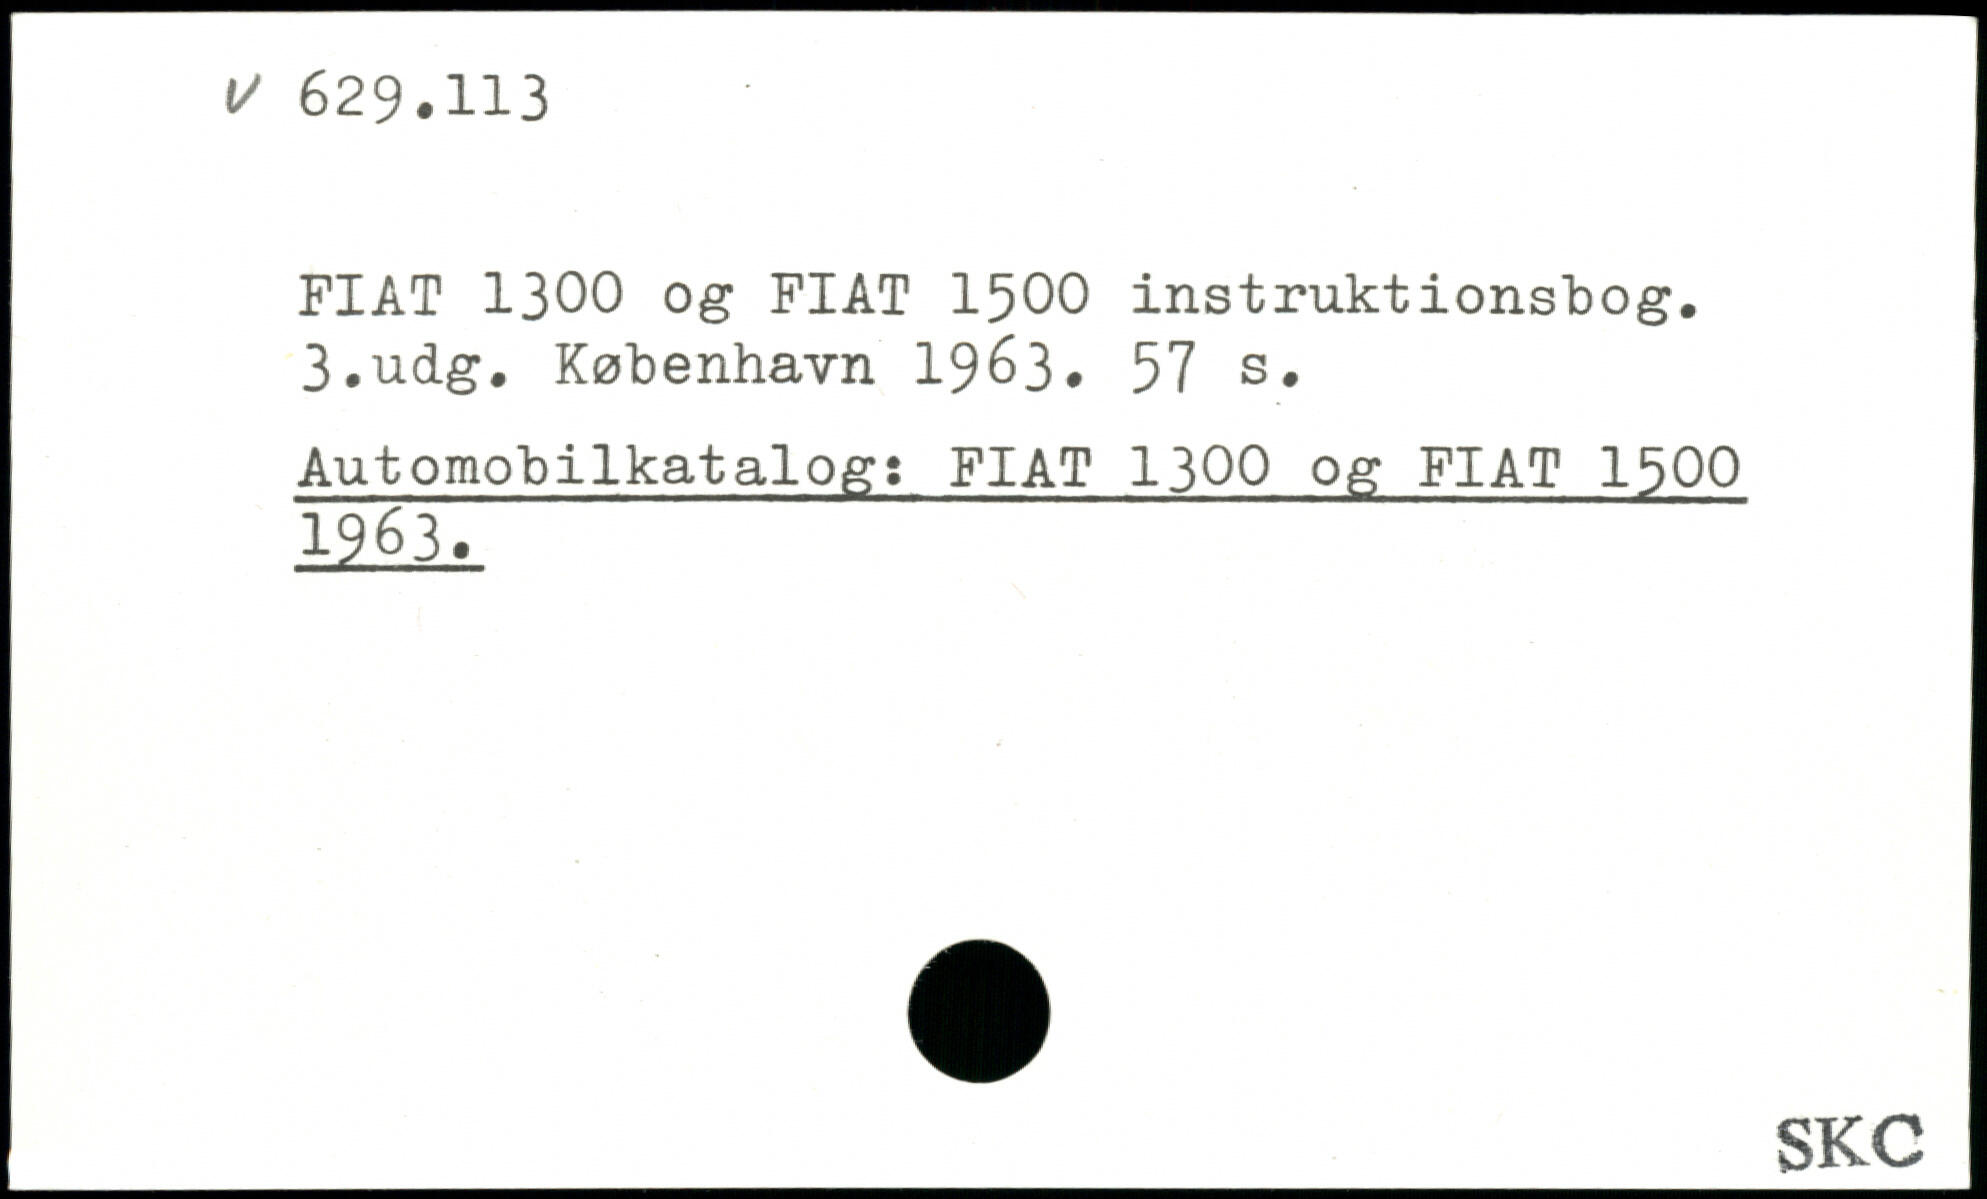 v 629.113
FIAT 1300 og FIAT 1500 instruktionsbog.
3.udg. København 1963. 57 s.
Automobilkatalog: FIAT 1300 og FIAT 1500
1963.
SKC